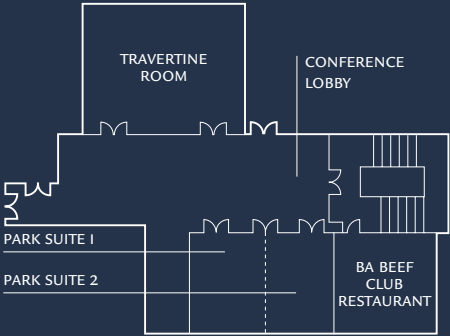 TRAVERTINE
ROOM
CONFERENCE
LOBBY
PARK SUITE 1
PARK SUITE 2
BA BEEF
CLUB
RESTAURANT